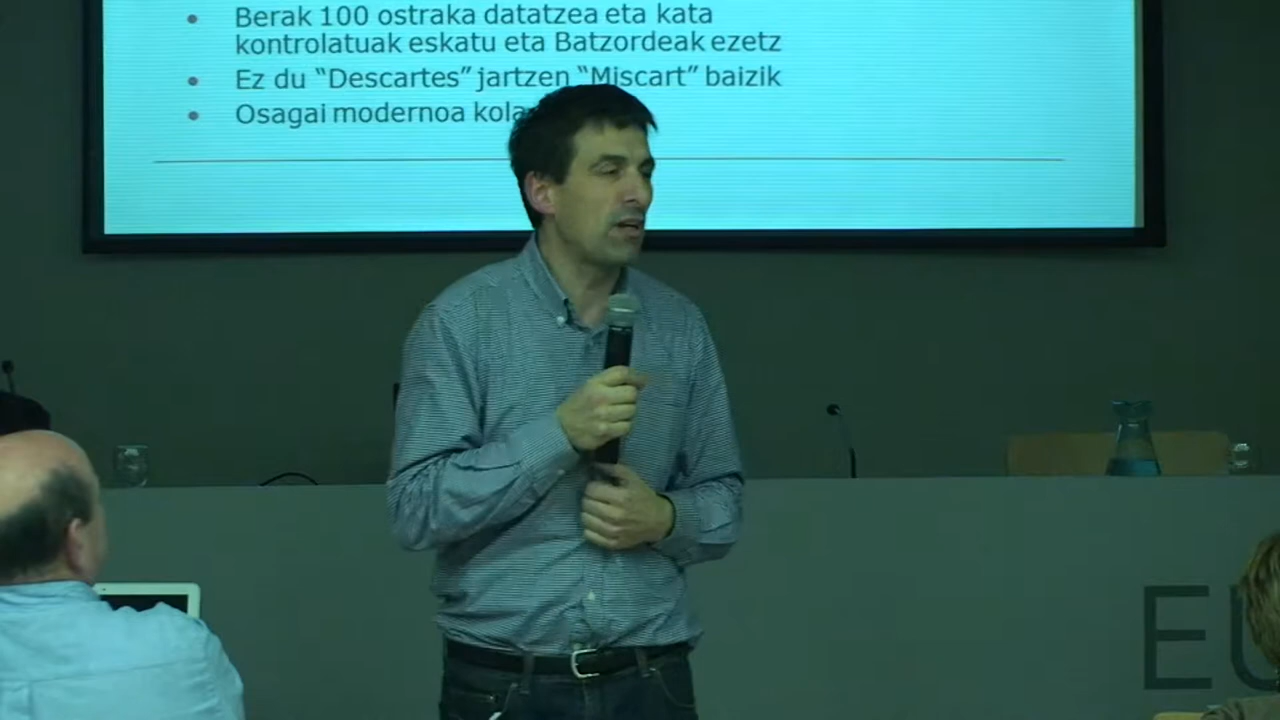 Berak 100 ostraka datatzea eta kata
kontrolatuak eskatu eta Batzordeak ezetz
Ez du “Descartes” jartzen “Miscart” baizik
Osagai modernoa
EU